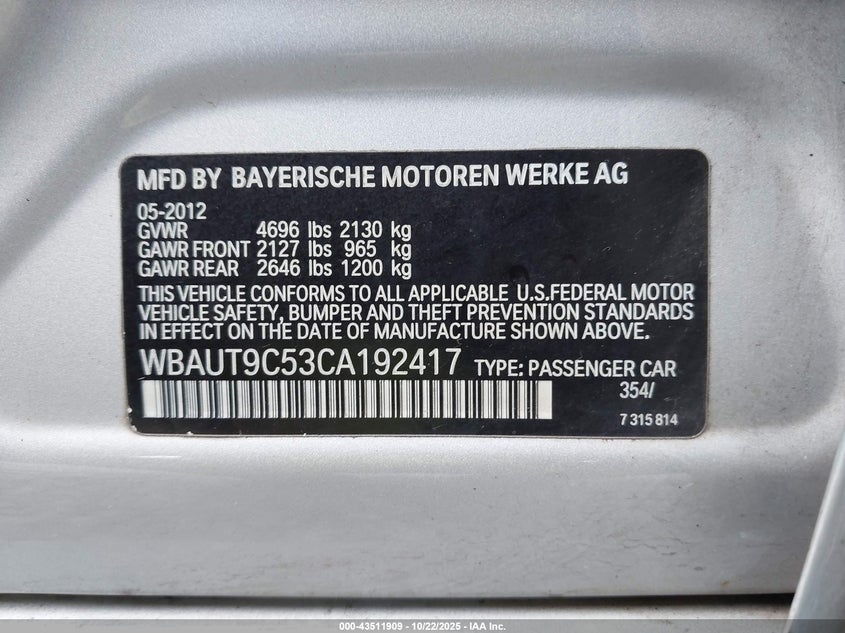 MFD BY BAYERISCHE MOTOREN WERKE AG
05-2012
GVWR 4696 lbs 2130 kg
GAWR FRONT 2127 lbs 965 kg
GAWR REAR 2646 lbs 1200 kg
THIS VEHICLE CONFORMS TO ALL APPLICABLE U.S.FEDERAL MOTOR
VEHICLE SAFETY, BUMPER AND THEFT PREVENTION STANDARDS
IN EFFECT ON THE DATE OF MANUFACTURE SHOWN ABOVE.
WBAUT9C53CA192417 TYPE: PASSENGER CAR
354/
7 315 814
000-43511909 - 10/22/2025 - IAA Inc.